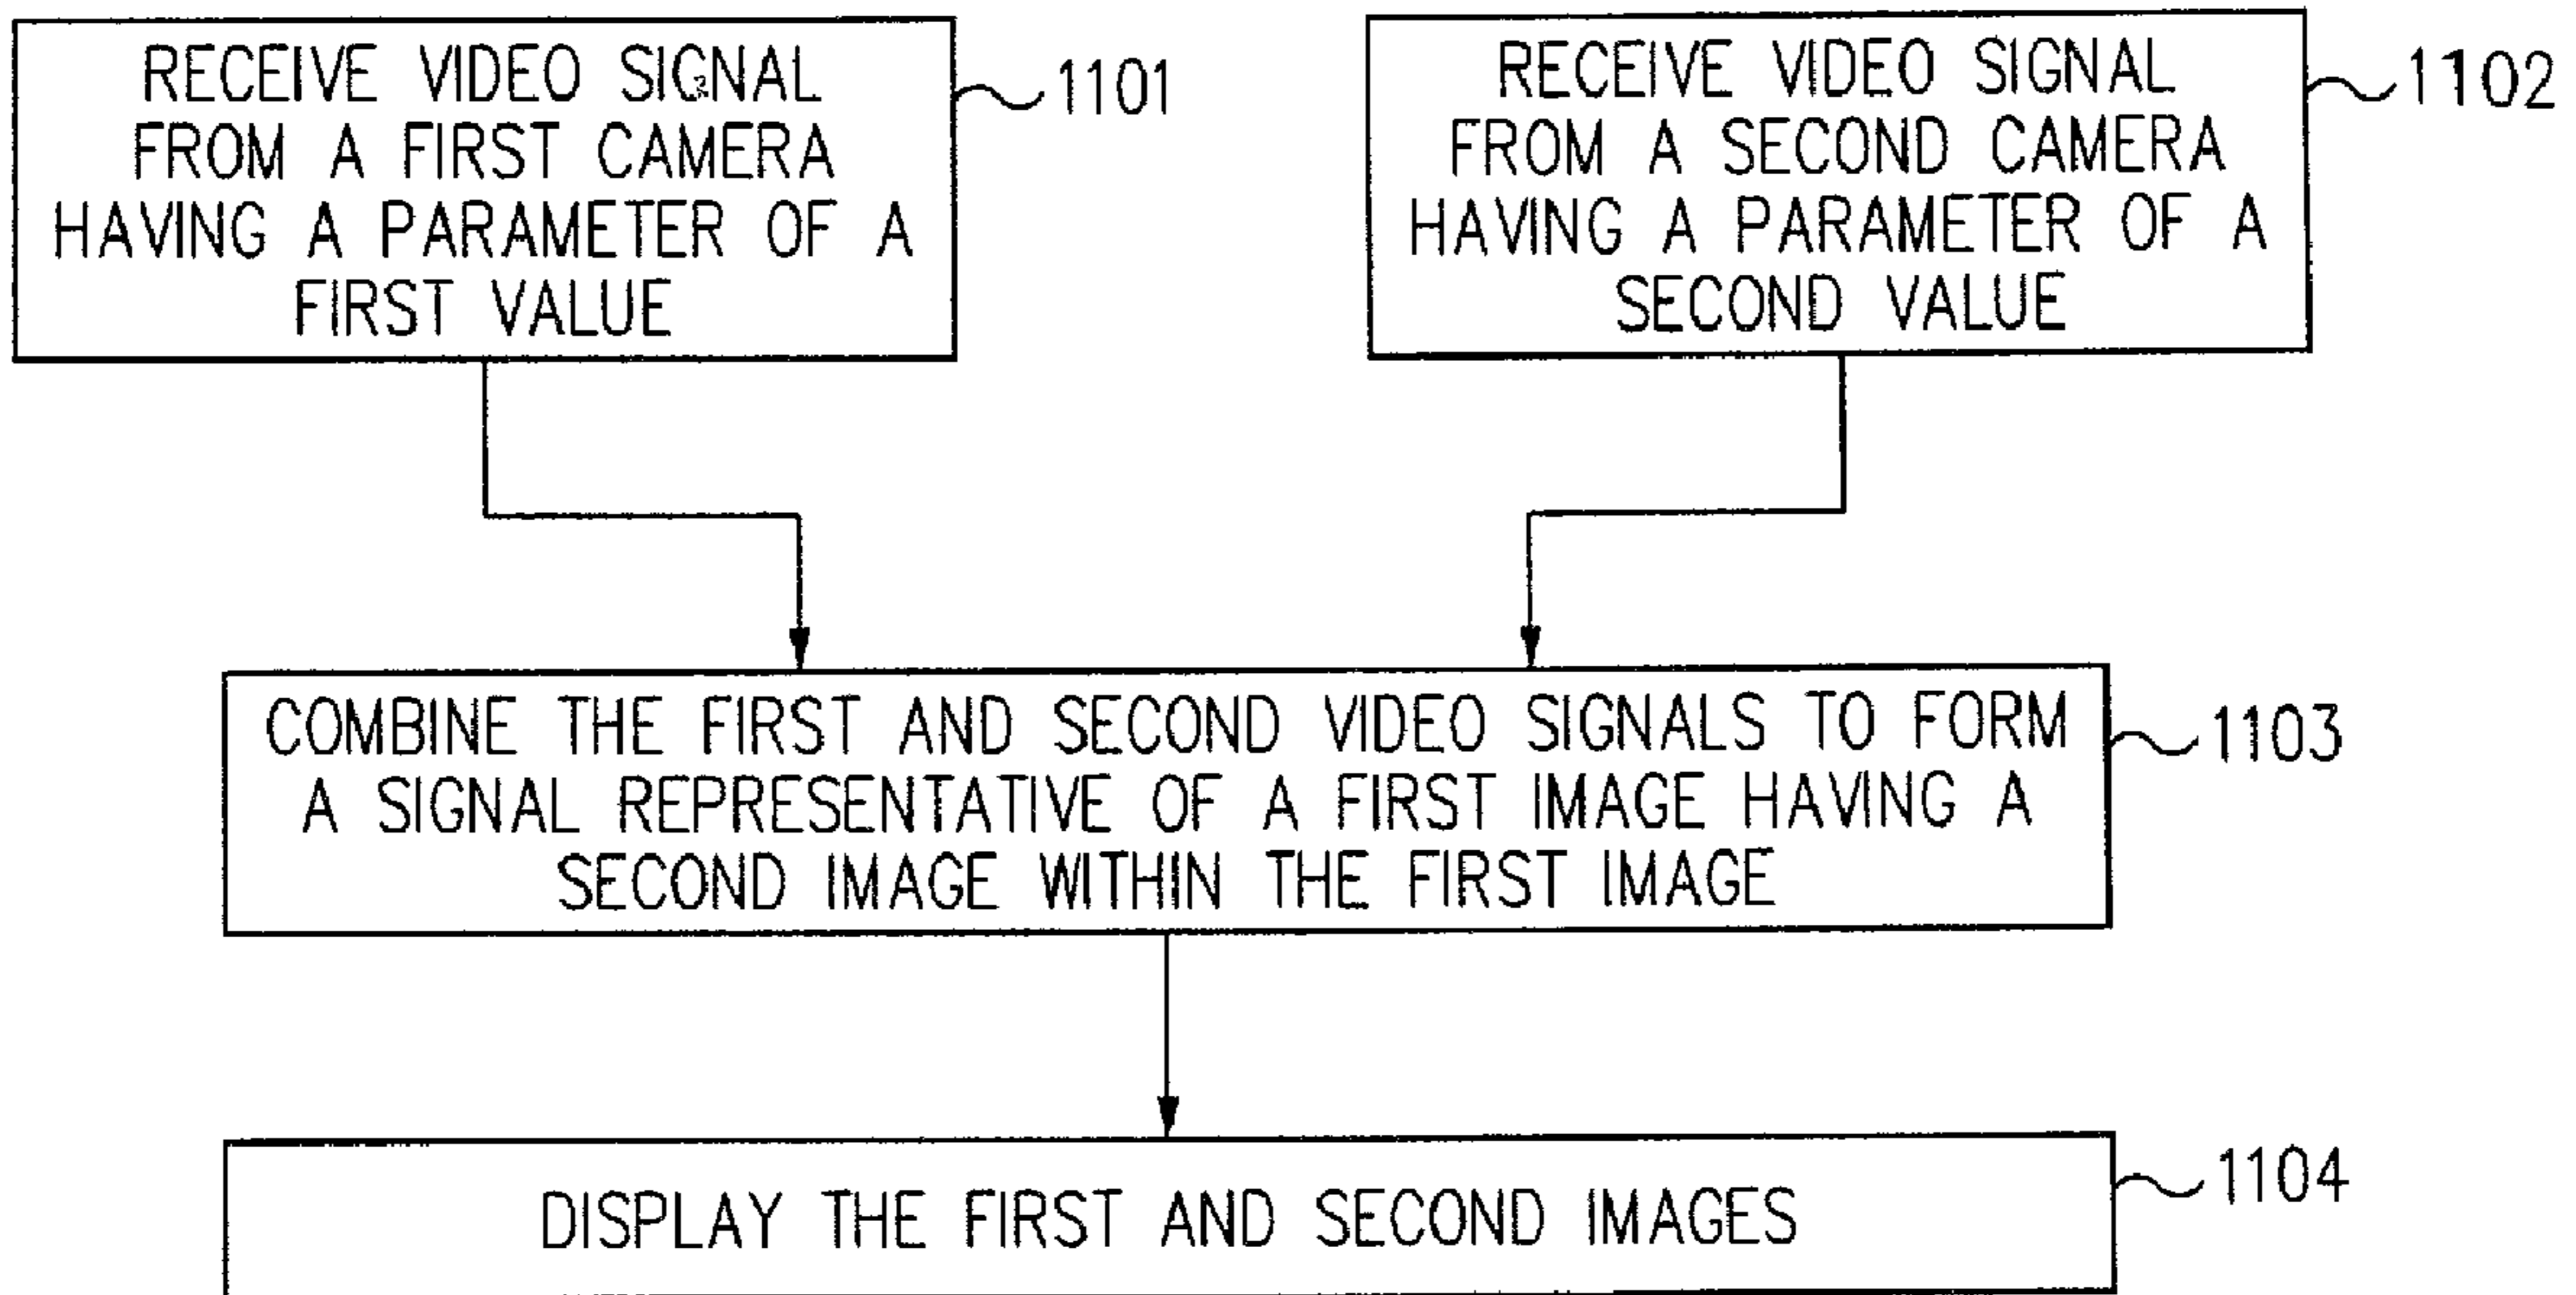 RECEIVE VIDEO SIGNAL
FROM A FIRST CAMERA
HAVING A PARAMETER OF A
FIRST VALUE
1101
RECEIVE VIDEO SIGNAL
FROM A SECOND CAMERA
HAVING A PARAMETER OF A
SECOND VALUE
1102
COMBINE THE FIRST AND SECOND VIDEO SIGNALS TO FORM
A SIGNAL REPRESENTATIVE OF A FIRST IMAGE HAVING A
SECOND IMAGE WITHIN THE FIRST IMAGE
1103
DISPLAY THE FIRST AND SECOND IMAGES
1104